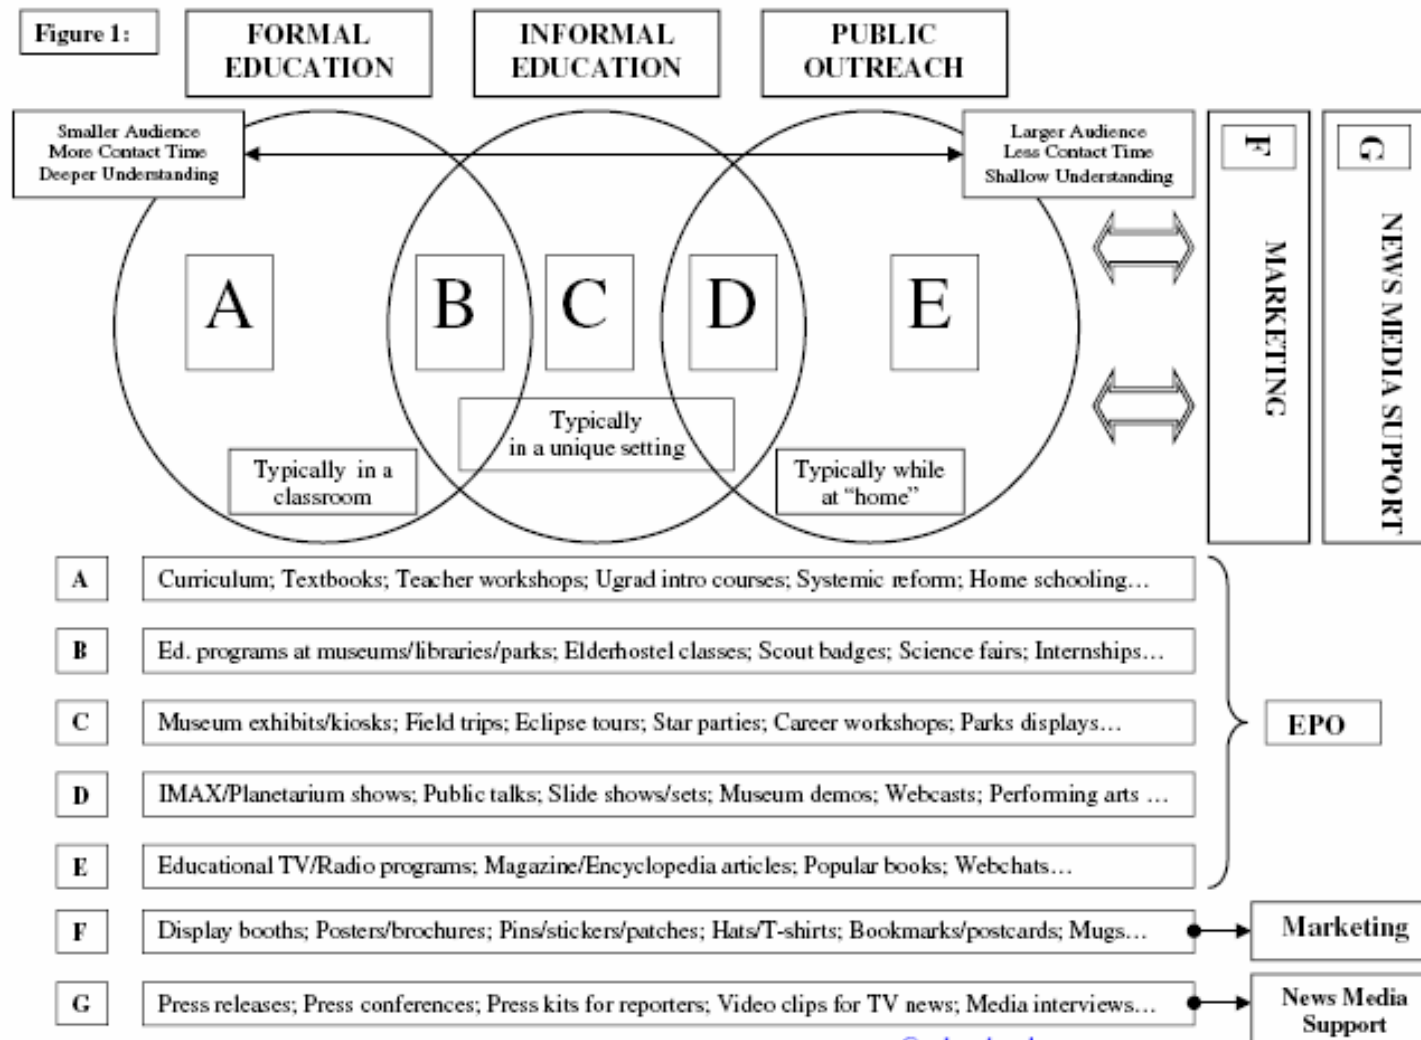 Figure 1:
FORMAL
EDUCATION
INFORMAL
EDUCATION
PUBLIC
OUTREACH
Smaller Audience
More Contact Time
Deeper Understanding
Larger Audience
Less Contact Time
Shallow Understanding
F
MARKETING
G
NEWS MEDIA SUPPORT
A
B
C
D
E
Typically in a
classroom
Typically
in a unique setting
Typically while
at “home”
A Curriculum; Textbooks; Teacher workshops; Ugrad intro courses; Systemic reform; Home schooling…
B Ed. programs at museums/libraries/parks; Elderhostel classes; Scout badges; Science fairs; Internships…
C Museum exhibits/kiosks; Field trips; Eclipse tours; Star parties; Career workshops; Parks displays…
D IMAX/Planetarium shows; Public talks; Slide shows/sets; Museum demos; Webcasts; Performing arts …
E Educational TV/Radio programs; Magazine/Encyclopedia articles; Popular books; Webchats…
EPO
F Display booths; Posters/brochures; Pins/stickers/patches; Hats/T-shirts; Bookmarks/postcards; Mugs…
Marketing
G Press releases; Press conferences; Press kits for reporters; Video clips for TV news; Media interviews…
News Media
Support